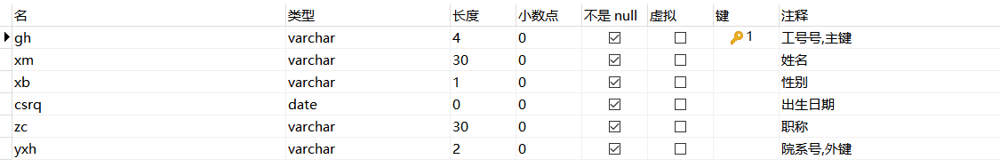 名 类型 长度 小数点 不是 null 虚拟 键 注释
gh varchar 4 0 1 工号号,主键
xm varchar 30 0 姓名
xb varchar 1 0 性别
csrq date 0 0 出生日期
zc varchar 30 0 职称
yxh varchar 2 0 院系号,外键